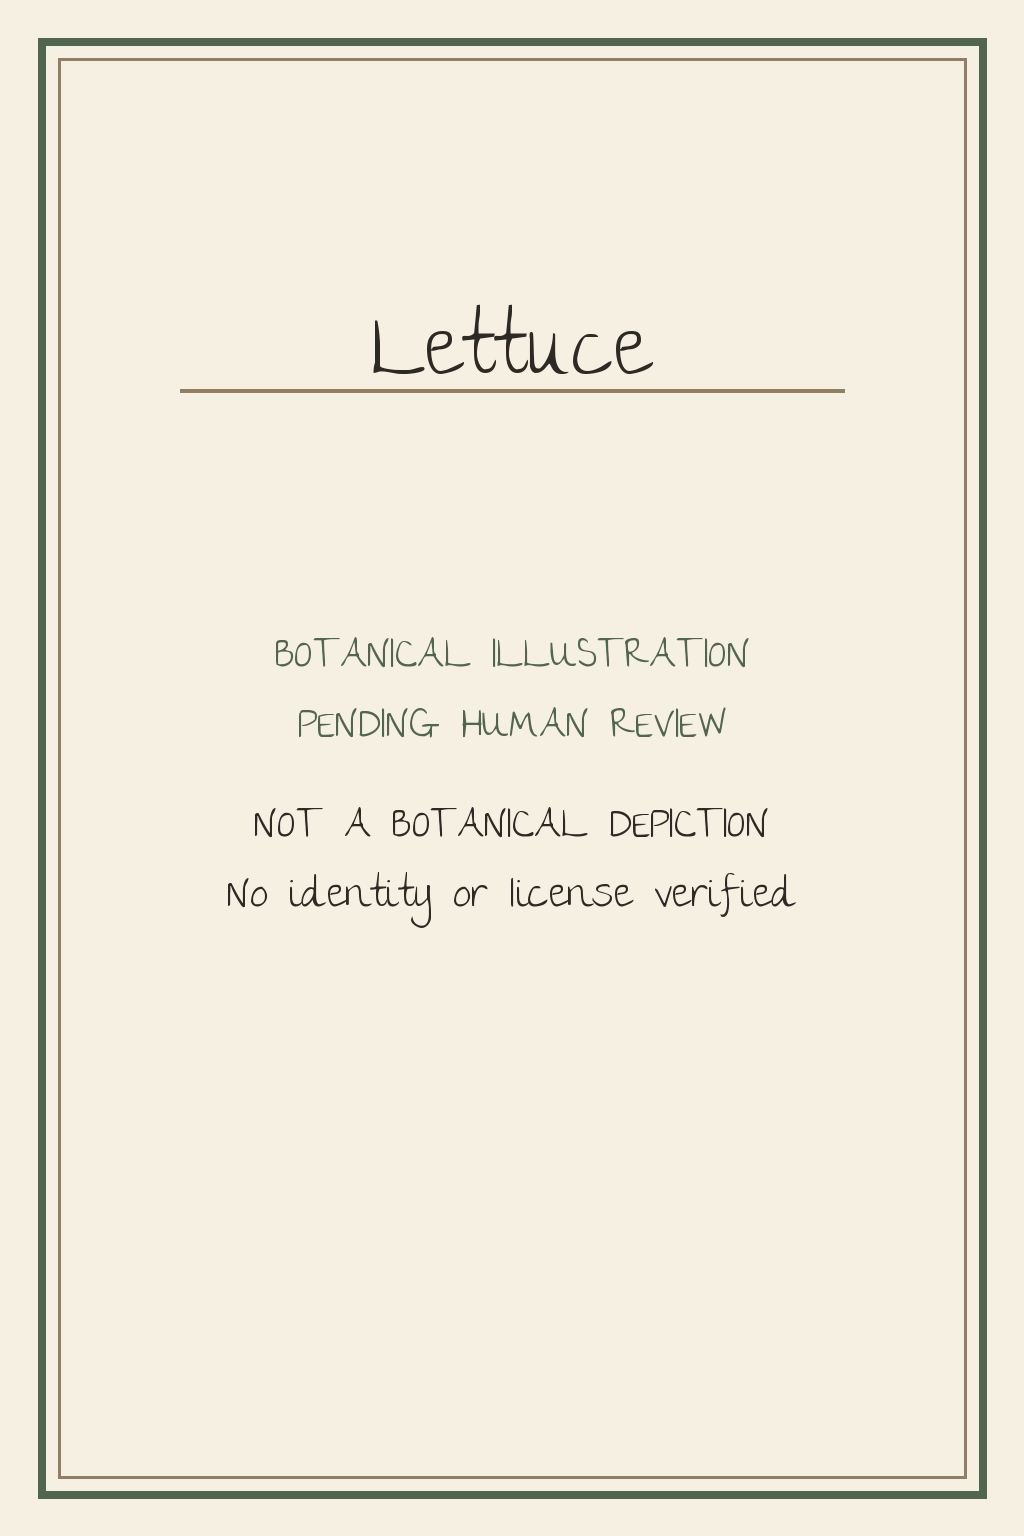 Lettuce
BOTANICAL ILLUSTRATION
PENDING HUMAN REVIEW
NOT A BOTANICAL DEPICTION
No identity or license verified